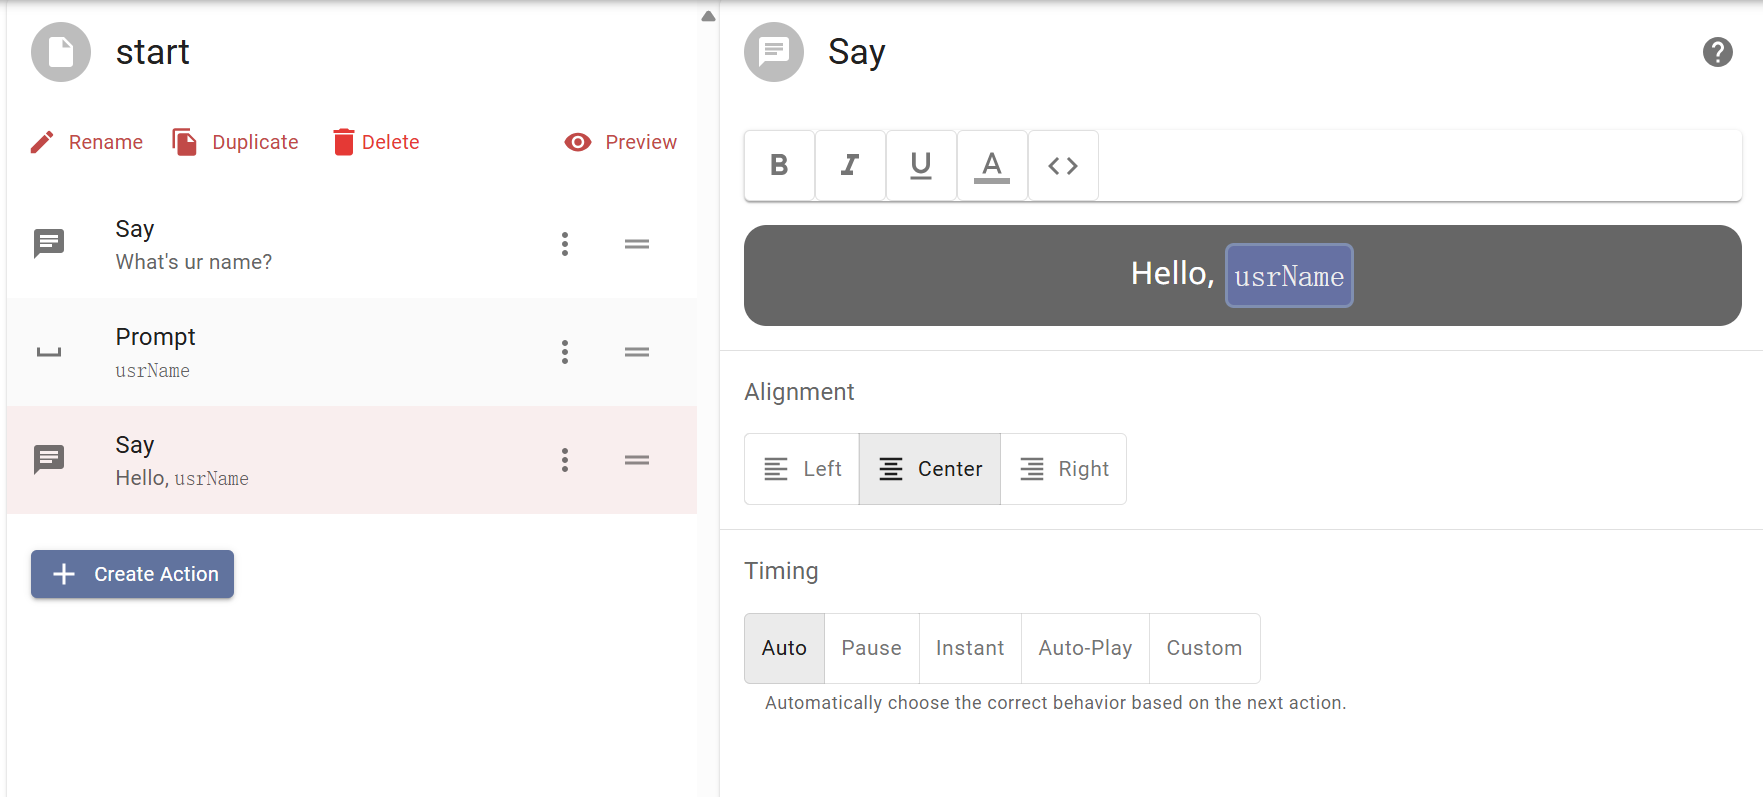 start
Rename Duplicate Delete Preview
Say
What's ur name?
Prompt
usrName
Say
Hello, usrName
Create Action
Say
B I U A <>
Hello, usrName
Alignment
Left Center Right
Timing
Auto Pause Instant Auto-Play Custom
Automatically choose the correct behavior based on the next action.